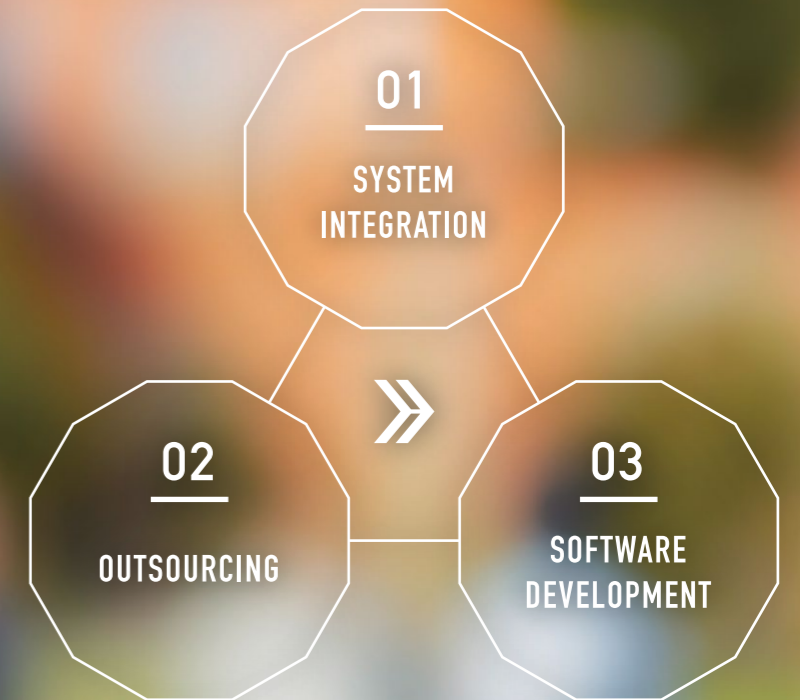 01
SYSTEM
INTEGRATION
02
OUTSOURCING
03
SOFTWARE
DEVELOPMENT